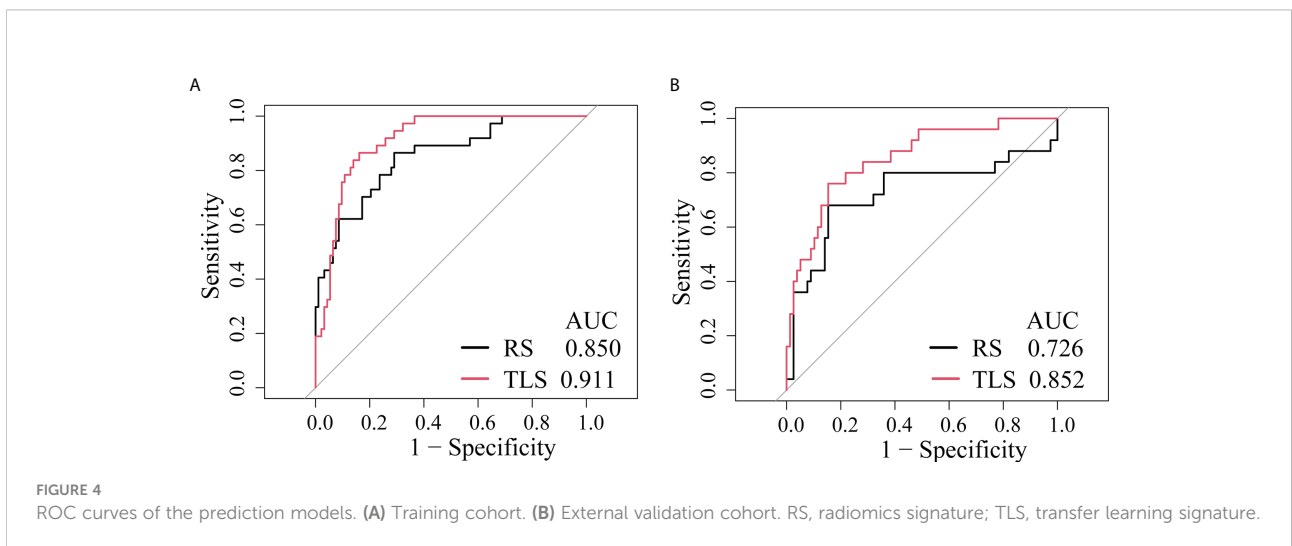 A
Sensitivity
0.0 0.2 0.4 0.6 0.8 1.0
AUC
RS 0.850
TLS 0.911
0.0 0.2 0.4 0.6 0.8 1.0
1 − Specificity
B
Sensitivity
0.0 0.2 0.4 0.6 0.8 1.0
AUC
RS 0.726
TLS 0.852
0.0 0.2 0.4 0.6 0.8 1.0
1 − Specificity
FIGURE 4
ROC curves of the prediction models. (A) Training cohort. (B) External validation cohort. RS, radiomics signature; TLS, transfer learning signature.